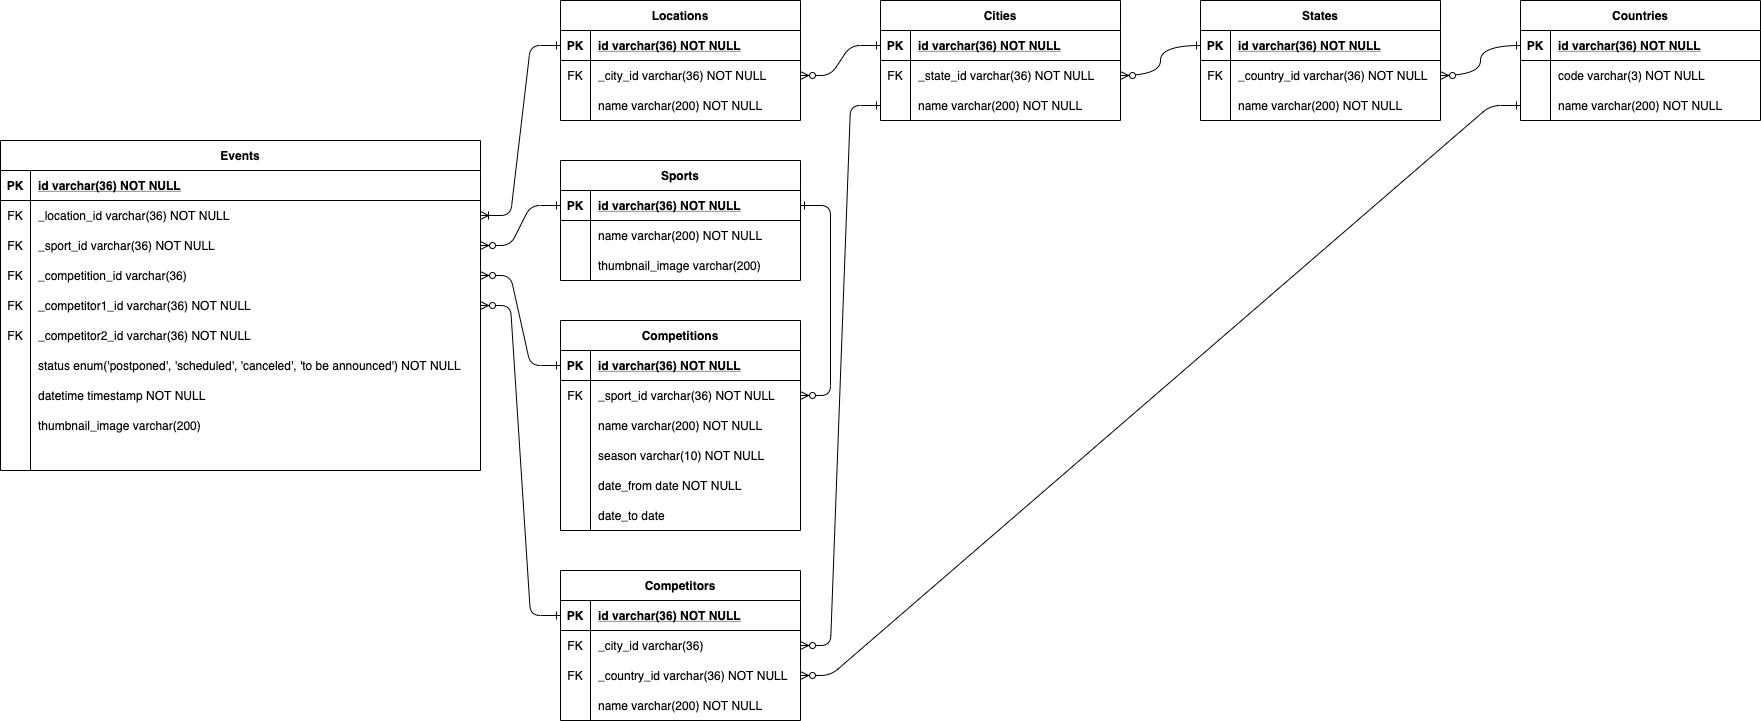 Locations
PK id varchar(36) NOT NULL
FK _city_id varchar(36) NOT NULL
name varchar(200) NOT NULL
Cities
PK id varchar(36) NOT NULL
FK _state_id varchar(36) NOT NULL
name varchar(200) NOT NULL
States
PK id varchar(36) NOT NULL
FK _country_id varchar(36) NOT NULL
name varchar(200) NOT NULL
Countries
PK id varchar(36) NOT NULL
code varchar(3) NOT NULL
name varchar(200) NOT NULL
Events
PK id varchar(36) NOT NULL
FK _location_id varchar(36) NOT NULL
FK _sport_id varchar(36) NOT NULL
FK _competition_id varchar(36)
FK _competitor1_id varchar(36) NOT NULL
FK _competitor2_id varchar(36) NOT NULL
status enum('postponed', 'scheduled', 'canceled', 'to be announced') NOT NULL
datetime timestamp NOT NULL
thumbnail_image varchar(200)
Sports
PK id varchar(36) NOT NULL
name varchar(200) NOT NULL
thumbnail_image varchar(200)
Competitions
PK id varchar(36) NOT NULL
FK _sport_id varchar(36) NOT NULL
name varchar(200) NOT NULL
season varchar(10) NOT NULL
date_from date NOT NULL
date_to date
Competitors
PK id varchar(36) NOT NULL
FK _city_id varchar(36)
FK _country_id varchar(36) NOT NULL
name varchar(200) NOT NULL